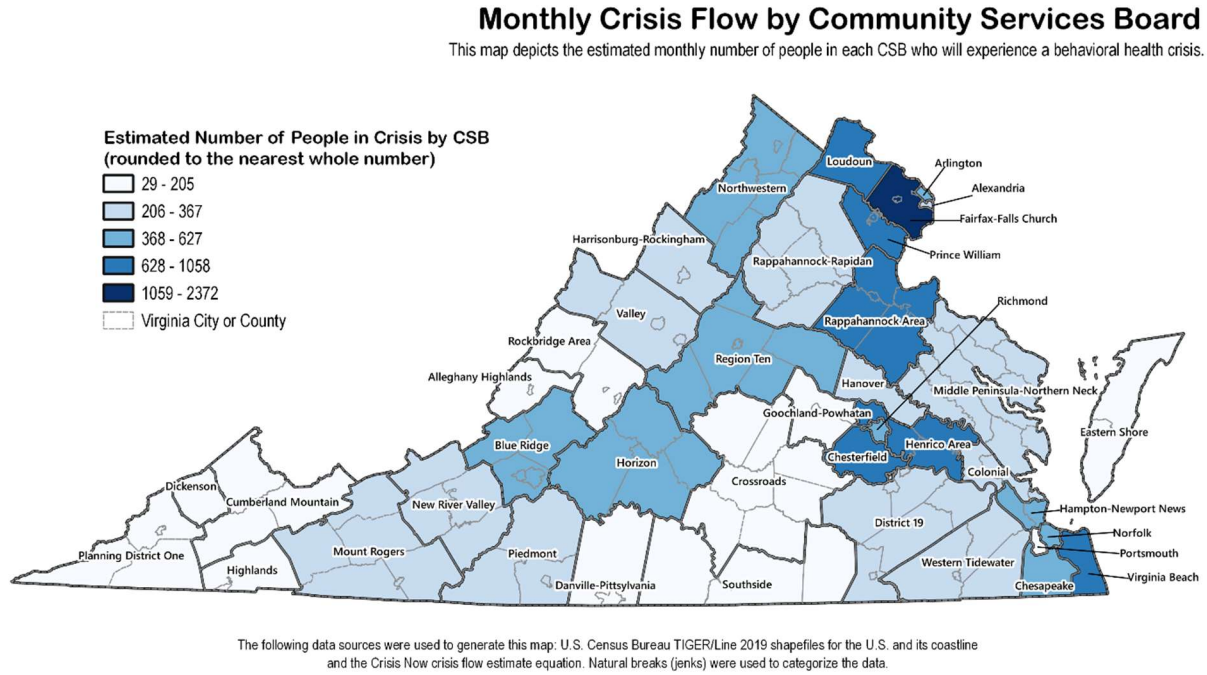 Monthly Crisis Flow by Community Services Board
This map depicts the estimated monthly number of people in each CSB who will experience a behavioral health crisis.
Estimated Number of People in Crisis by CSB
(rounded to the nearest whole number)
29 - 205
206 - 367
368 - 627
628 - 1058
1059 - 2372
Virginia City or County
Loudoun
Arlington
Alexandria
Northwestern
Fairfax-Falls Church
Harrisonburg-Rockingham
Prince William
Rappahannock-Rapidan
Richmond
Valley
Rappahannock Area
Rockbridge Area
Region Ten
Alleghany Highlands
Hanover
Middle Peninsula-Northern Neck
Goochland-Powhatan
Eastern Shore
Blue Ridge
Henrico Area
Chesterfield
Horizon
Colonial
Crossroads
Dickenson
Cumberland Mountain
New River Valley
Hampton-Newport News
District 19
Norfolk
Mount Rogers
Piedmont
Portsmouth
Planning District One
Western Tidewater
Highlands
Virginia Beach
Danville-Pittsylvania
Southside
Chesapeake
The following data sources were used to generate this map: U.S. Census Bureau TIGER/Line 2019 shapefiles for the U.S. and its coastline
and the Crisis Now crisis flow estimate equation. Natural breaks (jenks) were used to categorize the data.